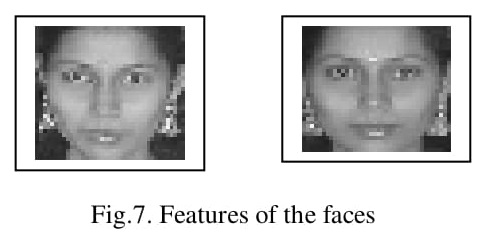 Fig.7. Features of the faces